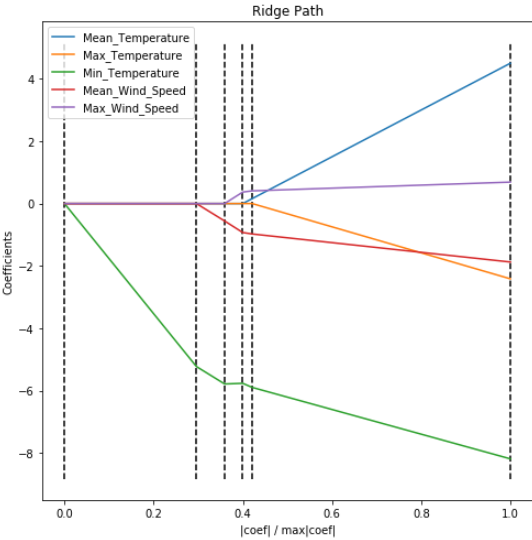 Ridge Path
Mean_Temperature
Max_Temperature
Min_Temperature
Mean_Wind_Speed
Max_Wind_Speed
4
2
0
−2
−4
−6
−8
Coefficients
0.0 0.2 0.4 0.6 0.8 1.0
|coef| / max|coef|